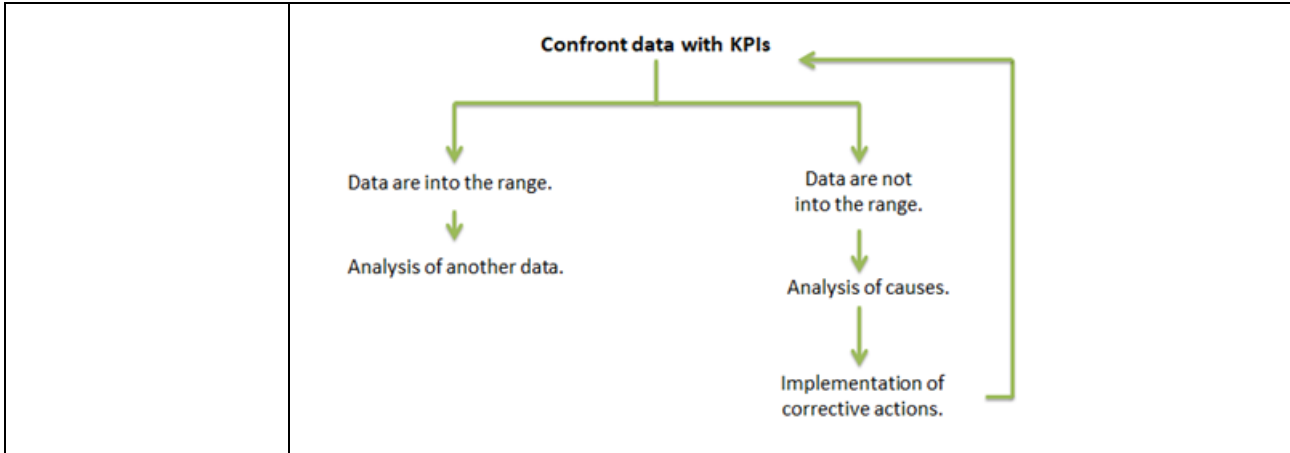 Confront data with KPIs
Data are into the range.
Analysis of another data.
Data are not
into the range.
Analysis of causes.
Implementation of
corrective actions.